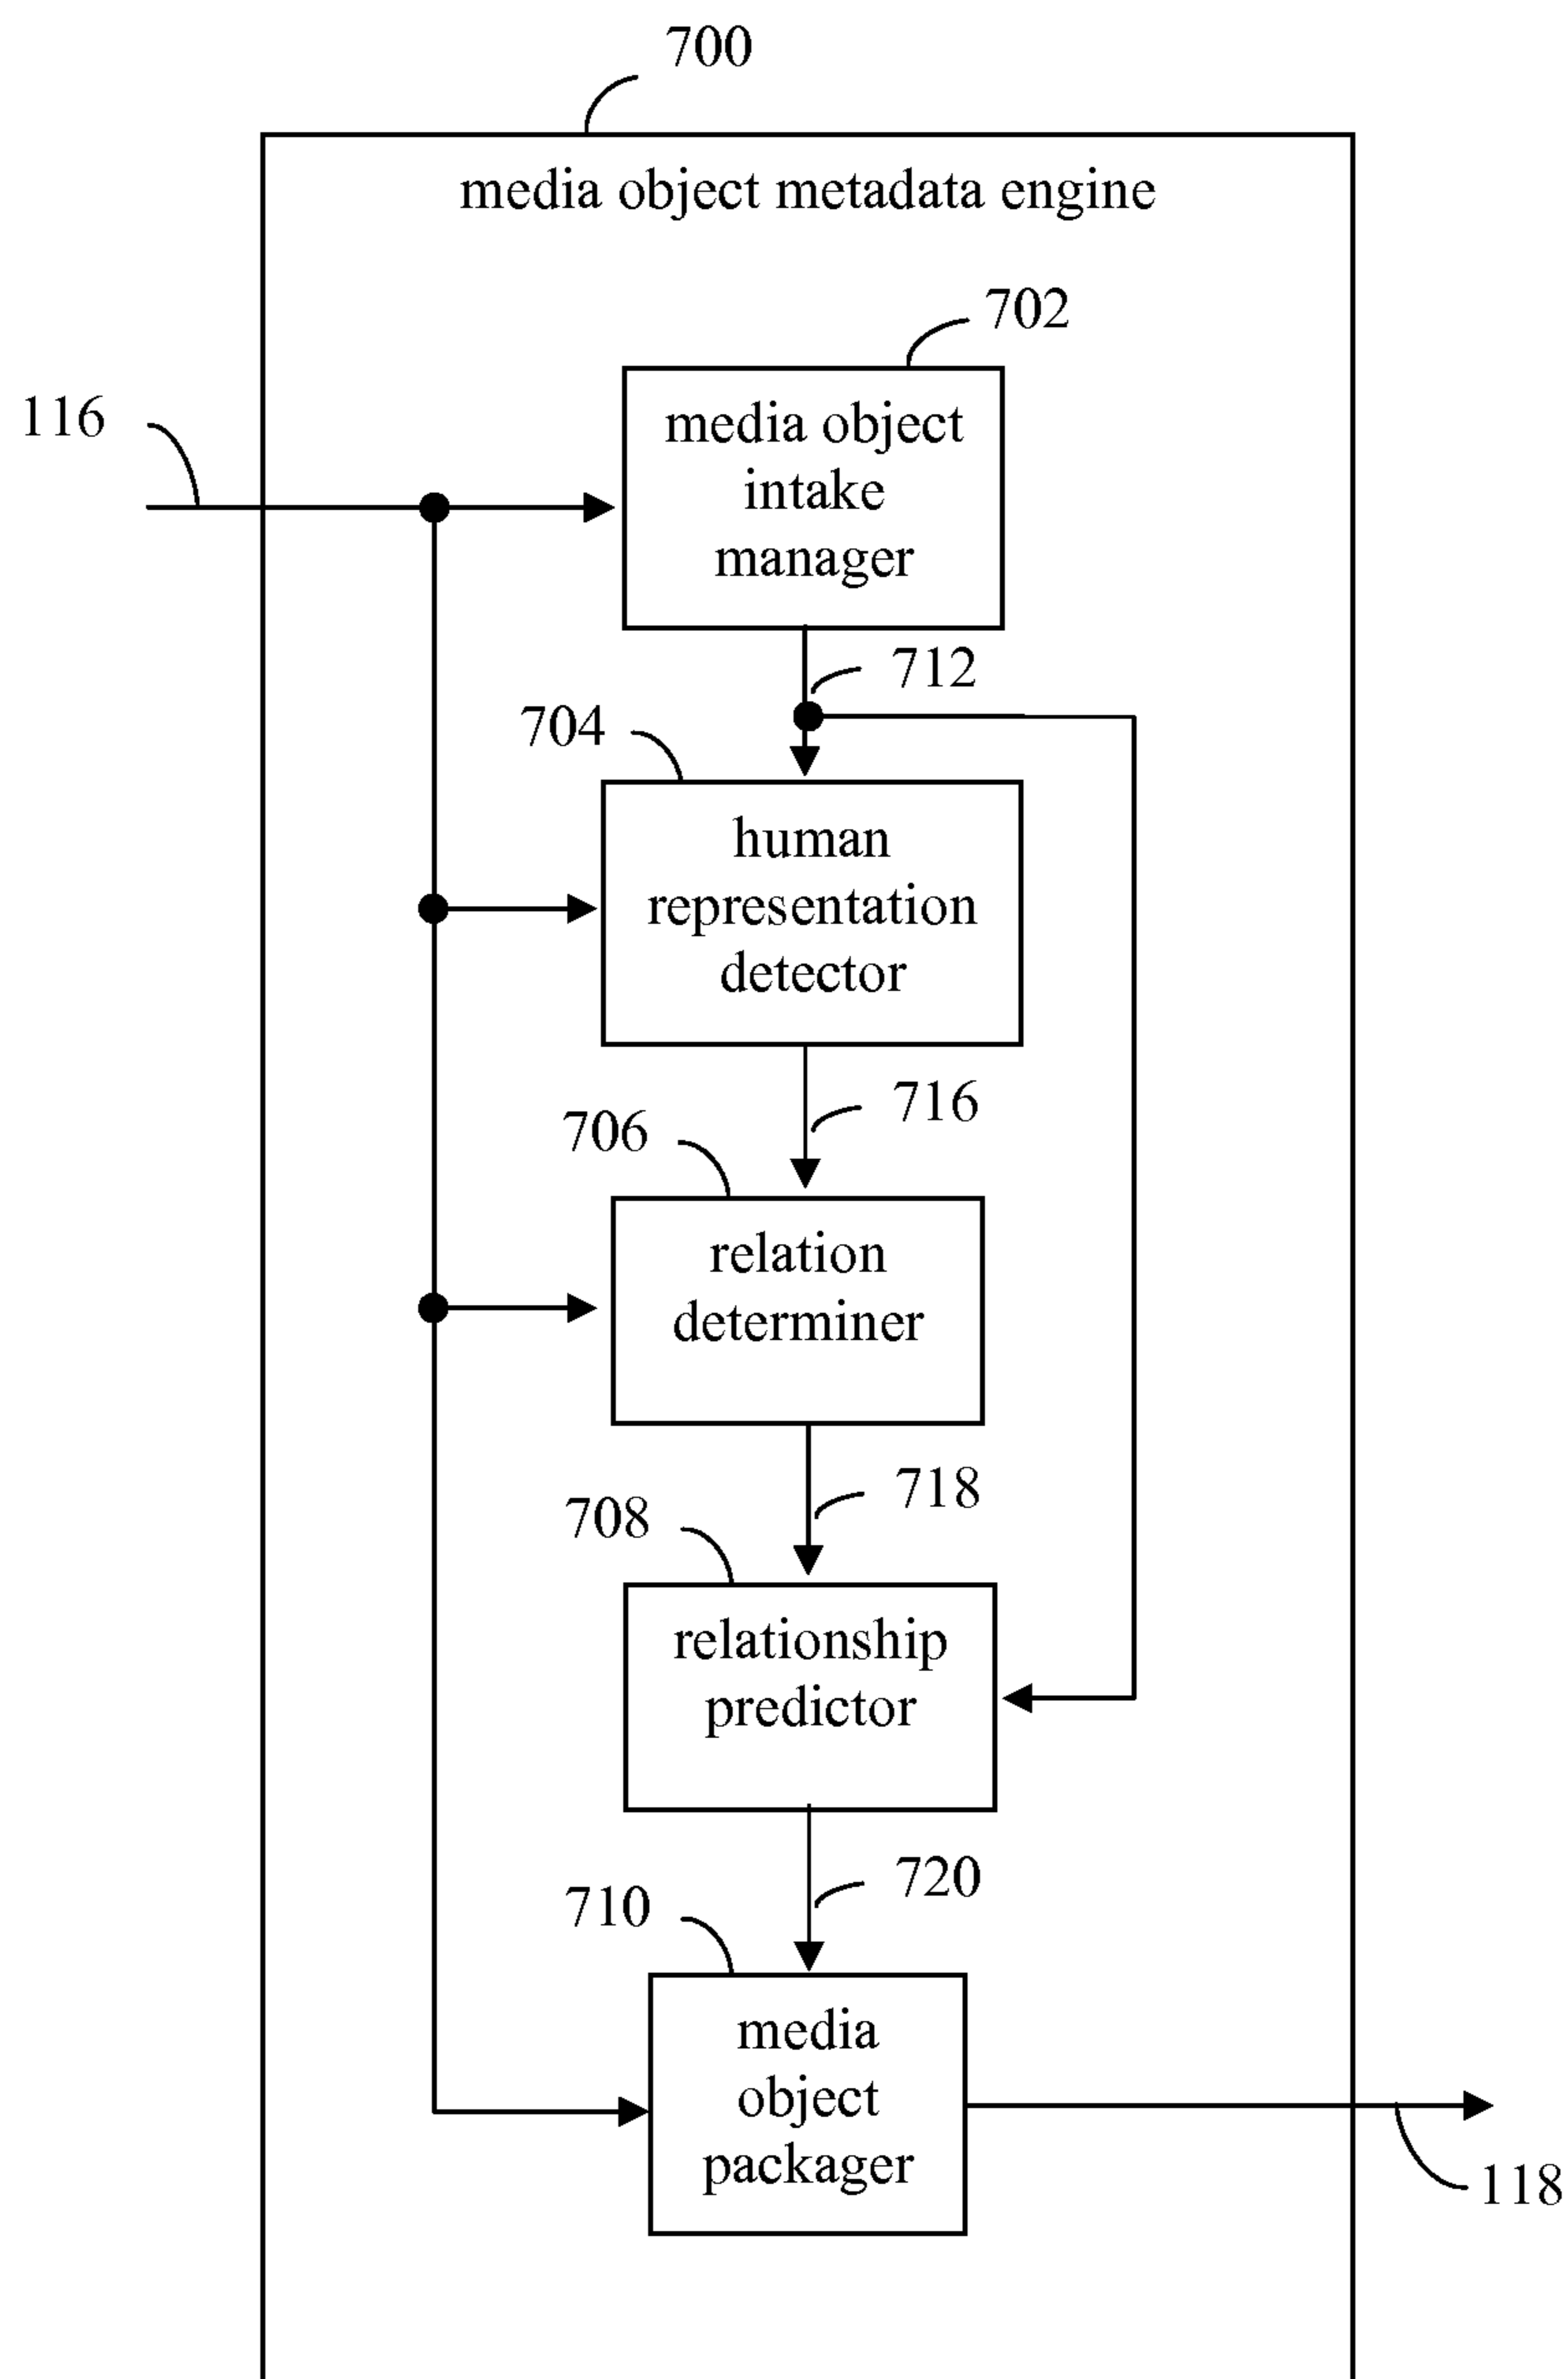 700
media object metadata engine
702
116
media object
intake
manager
712
704
human
representation
detector
716
706
relation
determiner
718
708
relationship
predictor
720
710
media
object
packager
118